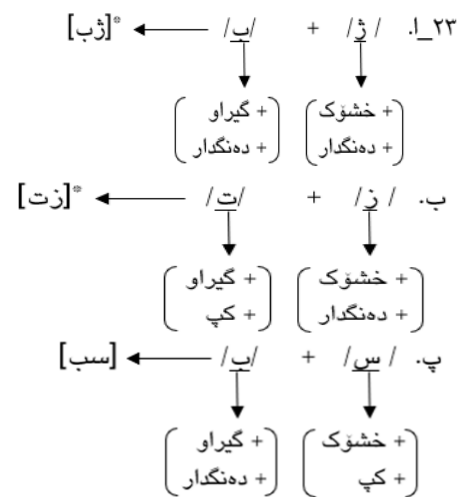 ٢٣_ا. / ژ / + /ب/ ← *[ژب]
(+ خشۆک) (+ گیراو)
(+ دەنگدار) (+ دەنگدار)
ب. / ز / + /ت/ ← *[زت]
(+ خشۆک) (+ گیراو)
(+ دەنگدار) (+ کپ)
پ. / س / + /ب/ ← [سب]
(+ خشۆک) (+ گیراو)
(+ کپ) (+ دەنگدار)